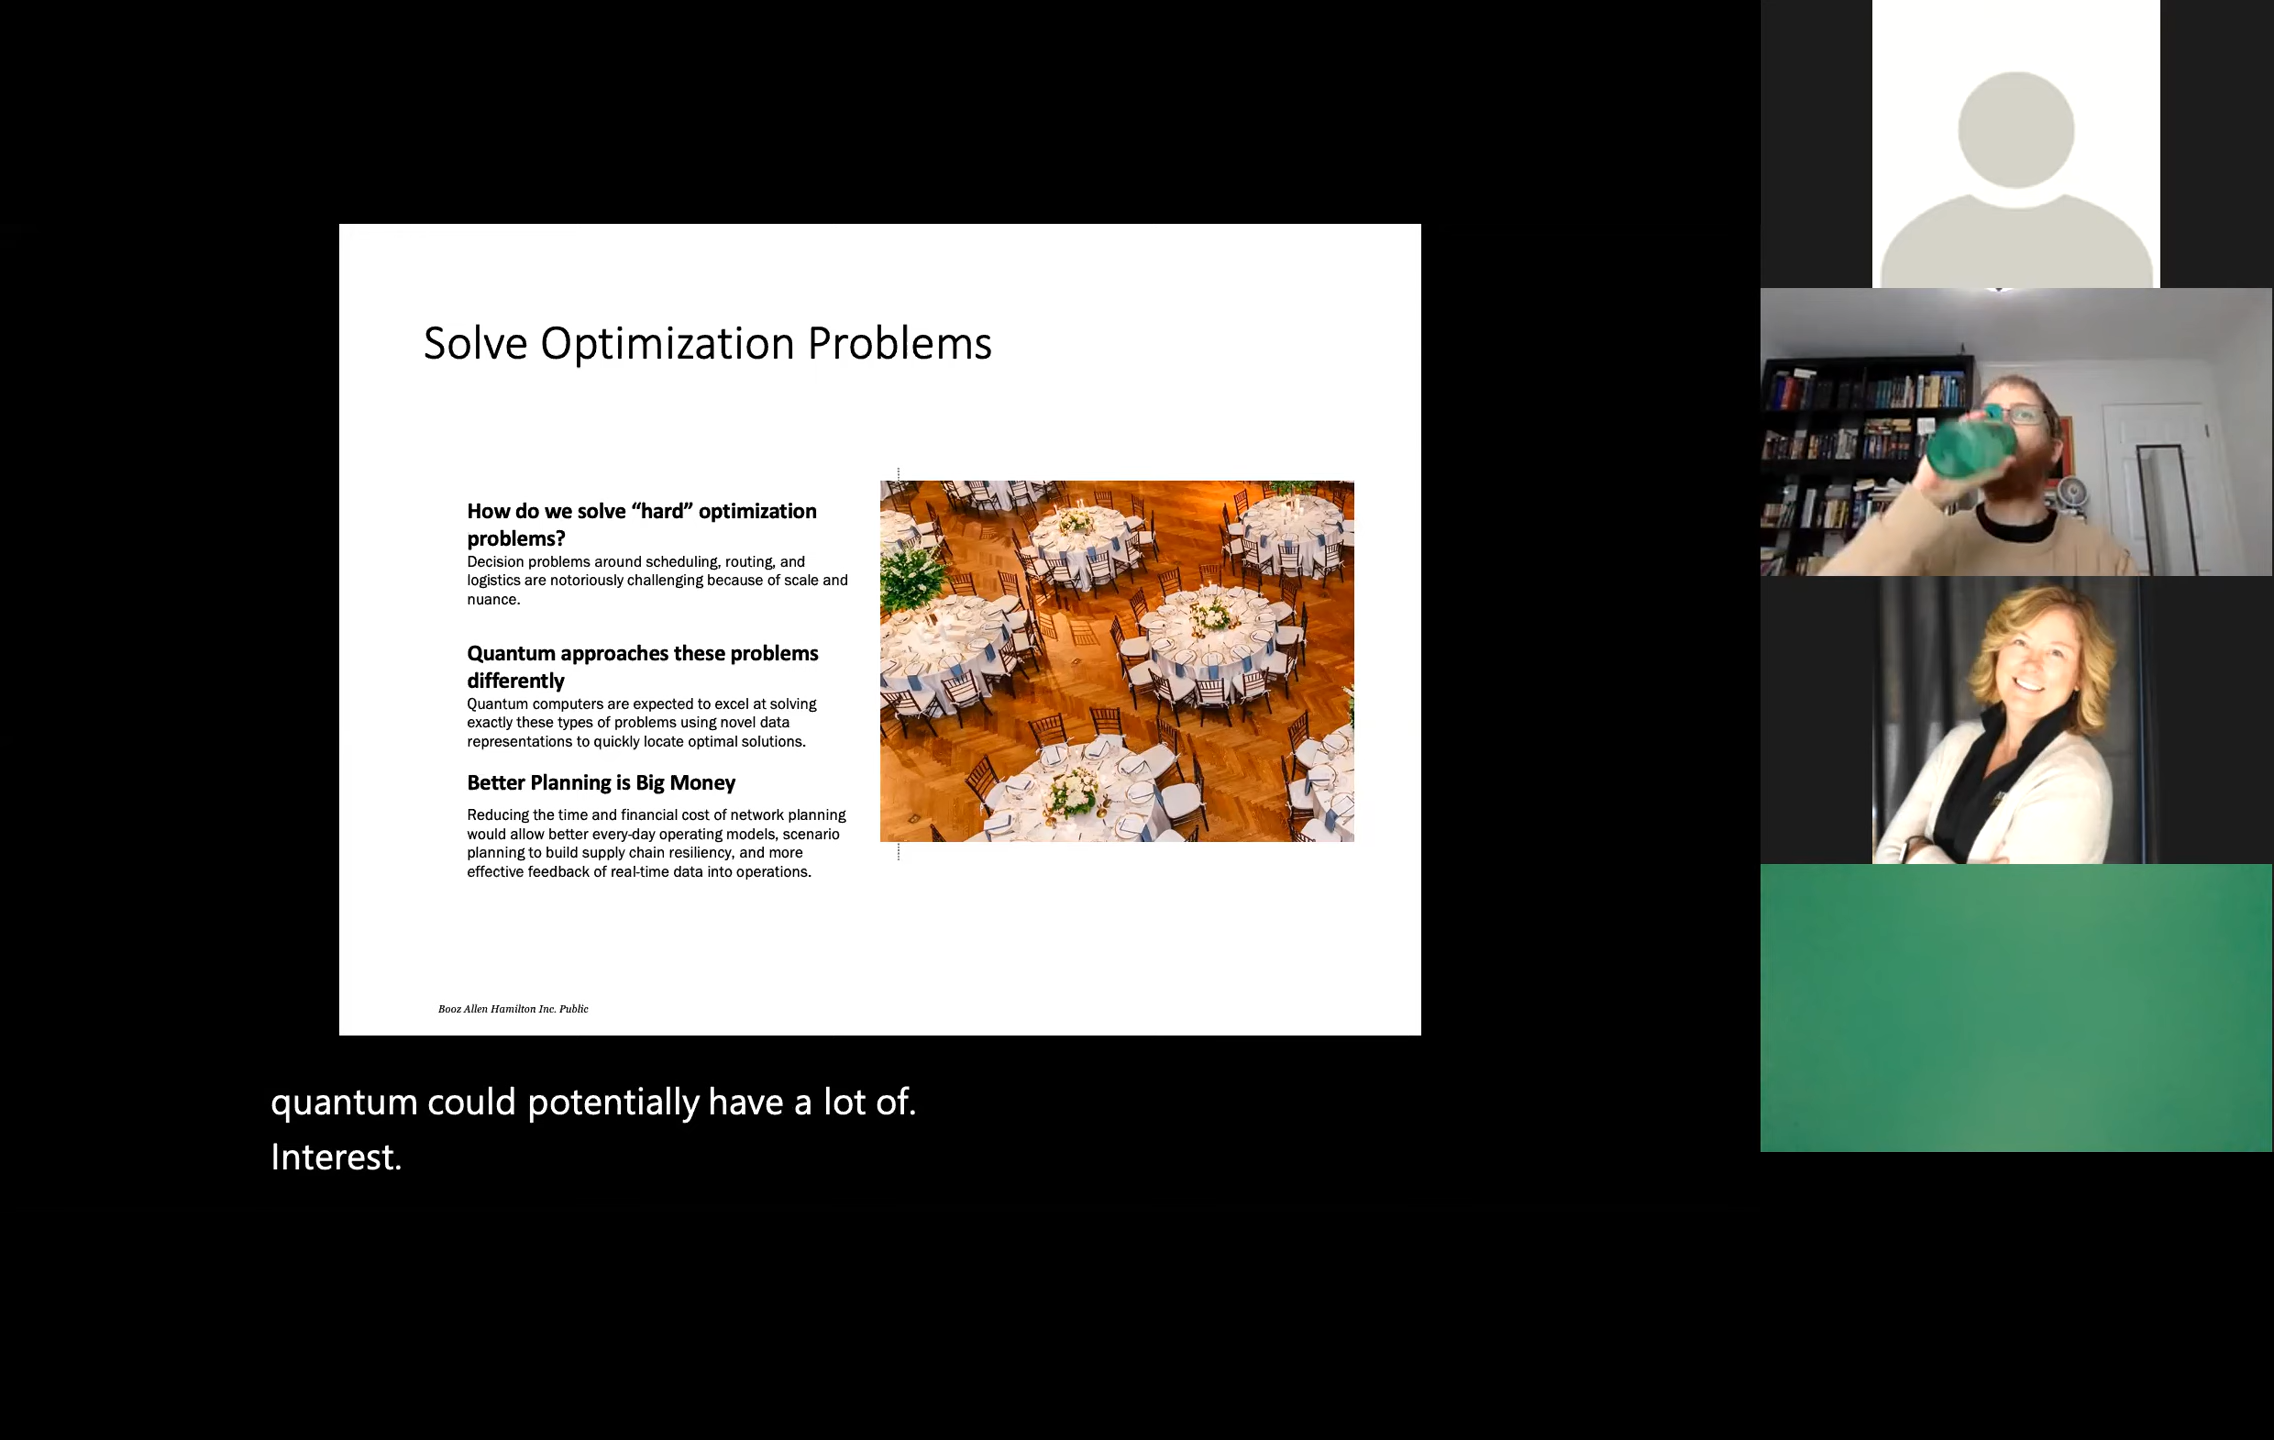 Solve Optimization Problems
How do we solve “hard” optimization
problems?
Decision problems around scheduling, routing, and
logistics are notoriously challenging because of scale and
nuance.
Quantum approaches these problems
differently
Quantum computers are expected to excel at solving
exactly these types of problems using novel data
representations to quickly locate optimal solutions.
Better Planning is Big Money
Reducing the time and financial cost of network planning
would allow better every-day operating models, scenario
planning to build supply chain resiliency, and more
effective feedback of real-time data into operations.
Booz Allen Hamilton Inc. Public
quantum could potentially have a lot of.
Interest.